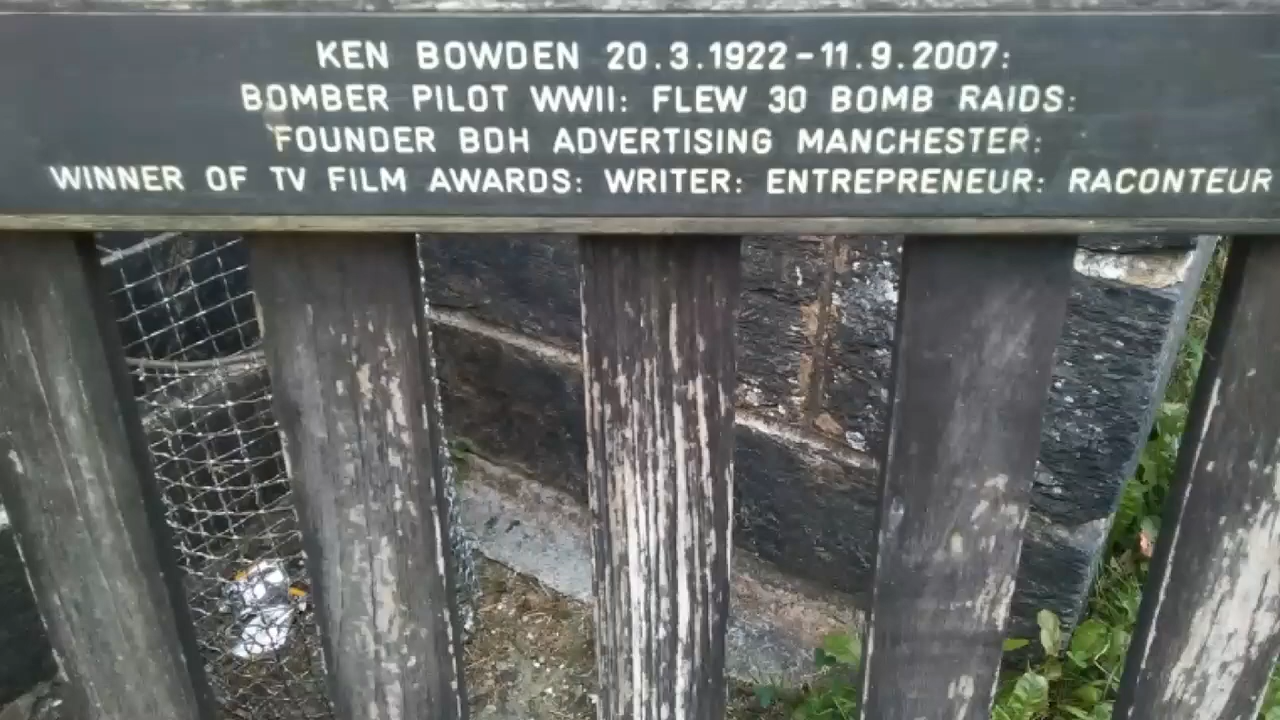 KEN BOWDEN 20.3.1922-11.9.2007:
BOMBER PILOT WWII: FLEW 30 BOMB RAIDS:
FOUNDER BDH ADVERTISING MANCHESTER:
WINNER OF TV FILM AWARDS: WRITER: ENTREPRENEUR: RACONTEUR